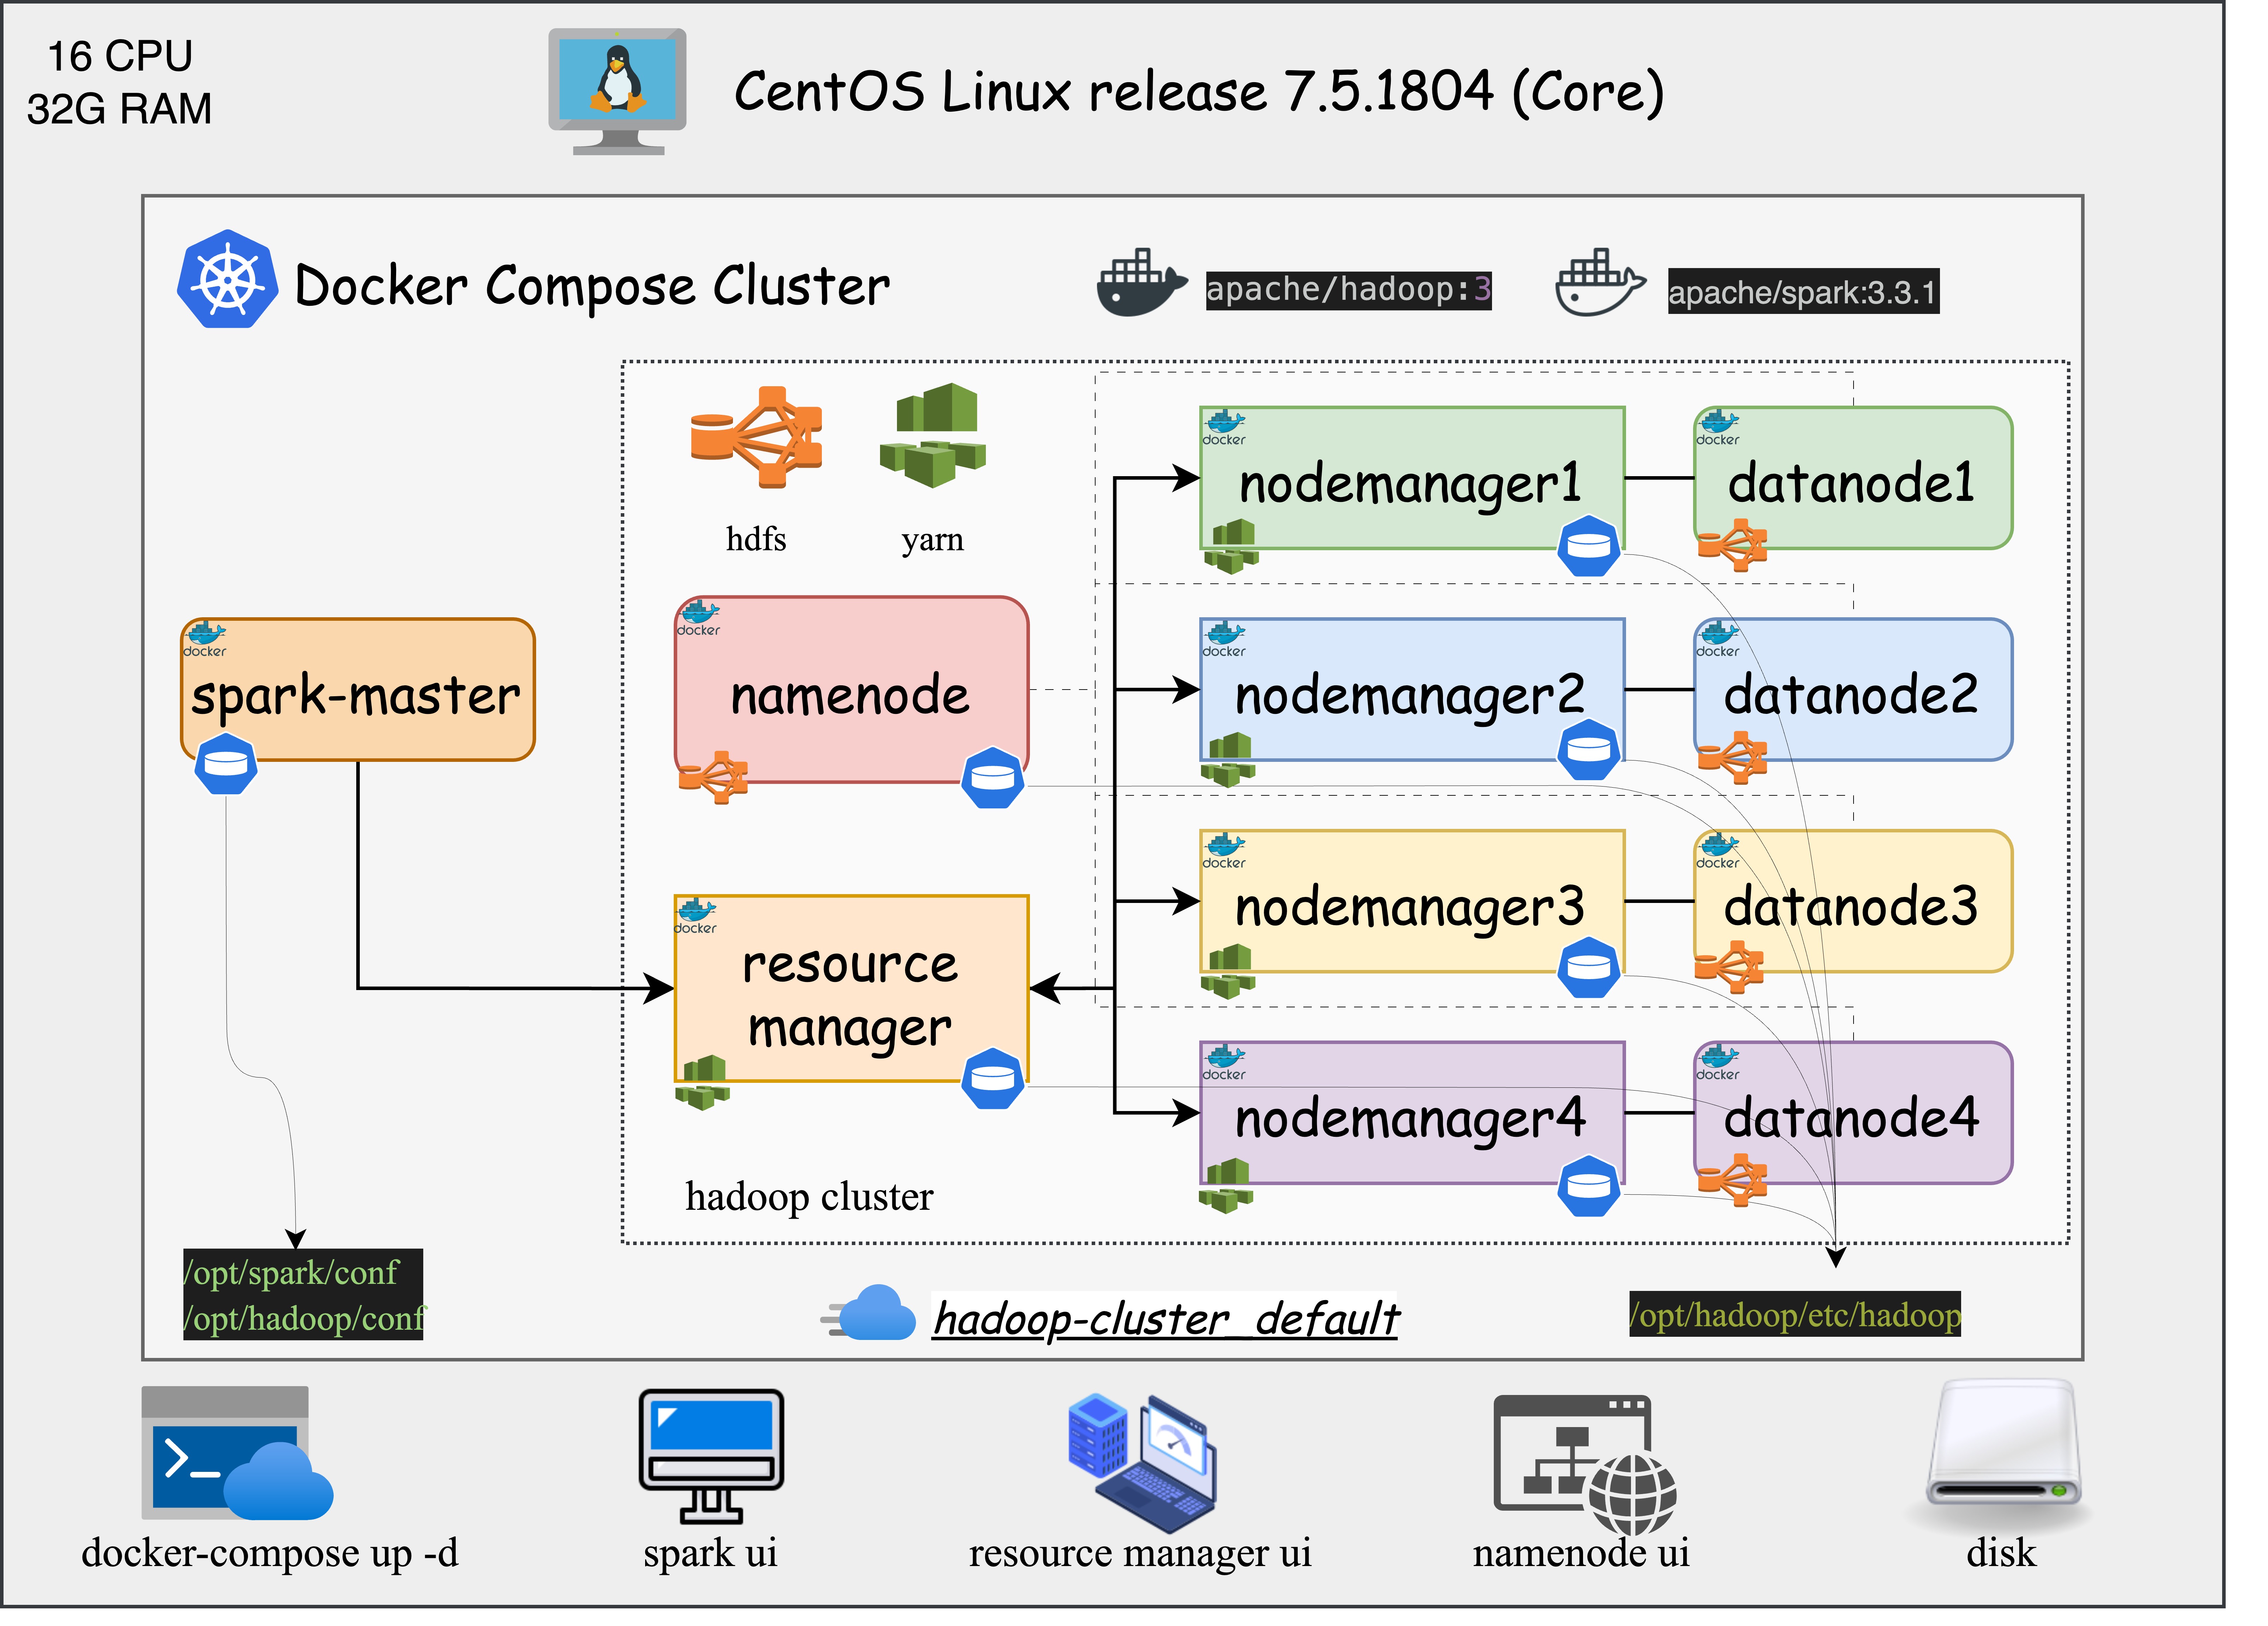 16 CPU
32G RAM
CentOS Linux release 7.5.1804 (Core)
Docker Compose Cluster
apache/hadoop:3
apache/spark:3.3.1
hdfs
yarn
docker
nodemanager1
docker
datanode1
docker
spark-master
docker
namenode
docker
nodemanager2
docker
datanode2
docker
resource
manager
docker
nodemanager3
docker
datanode3
docker
nodemanager4
docker
datanode4
hadoop cluster
/opt/spark/conf
/opt/hadoop/conf
hadoop-cluster_default
/opt/hadoop/etc/hadoop
docker-compose up -d
spark ui
resource manager ui
namenode ui
disk